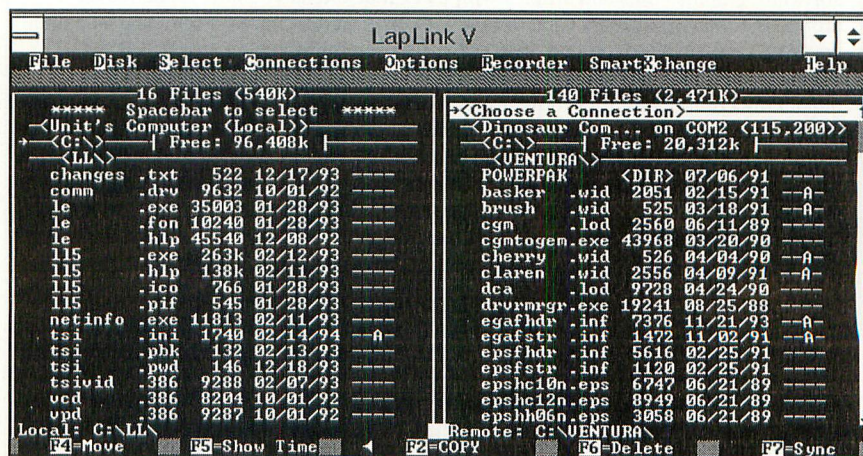 LapLink V
File Disk Select Connections Options Recorder SmartXchange Help
16 Files (540K)
***** Spacebar to select *****
<Unit's Computer (Local)>
→ <C:\> Free: 96,408k
<LL\>
changes .txt 522 12/17/93 ----
comm .drv 9632 10/01/92 ----
le .exe 35003 01/28/93 ----
le .fon 10240 01/28/93 ----
le .hlp 45540 12/08/92 ----
ll5 .exe 263k 02/12/93 ----
ll5 .hlp 138k 02/11/93 ----
ll5 .ico 766 01/28/93 ----
ll5 .pif 545 01/28/93 ----
netinfo .exe 11813 02/11/93 ----
tsi .ini 1740 02/14/94 --A-
tsi .pbk 132 02/13/93 ----
tsi .pwd 146 12/18/93 ----
tsivid .386 9288 02/07/93 ----
vcd .386 8204 10/01/92 ----
vpd .386 9287 10/01/92 ----
Local: C:\LL\
140 Files (2,471K)
→<Choose a Connection>
<Dinosaur Com... on COM2 (115,200)>
<C:\> Free: 20,312k
<VENTURA\>
POWERPAK <DIR> 07/06/91 ----
basker .wid 2051 02/15/91 --A-
brush .wid 525 03/18/91 --A-
cgm .lod 2560 06/11/89 ----
cgmtogem.exe 43968 03/20/90 ----
cherry .wid 526 04/04/90 --A-
claren .wid 2556 04/09/91 --A-
dca .lod 9728 04/24/90 ----
drvrmrgr.exe 19241 08/25/88 ----
egafhdr .inf 7376 11/21/93 --A-
egafstr .inf 1472 11/02/91 --A-
epsfhdr .inf 5616 02/25/91 ----
epsfstr .inf 1120 02/25/91 ----
epshc10n.eps 6747 06/21/89 ----
epshc12n.eps 8949 06/21/89 ----
epshh06n.eps 3058 06/21/89 ----
Remote: C:\VENTURA\
F4=Move F5=Show Time F2=COPY F6=Delete F7=Sync